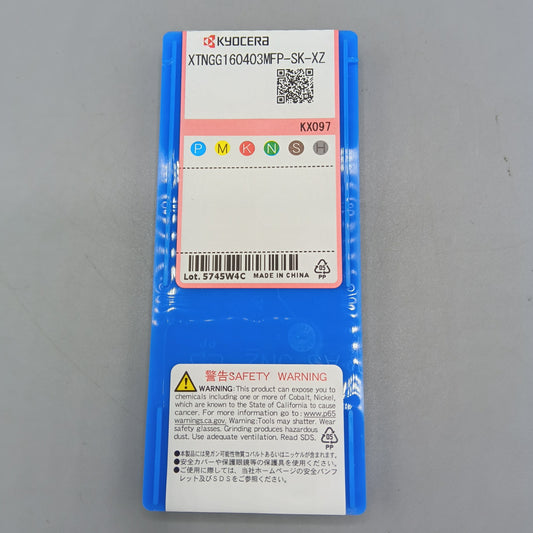 KYOCERA
XTNGG160403MFP-SK-XZ
KX097
P M K N S H
Lot. 5745W4C MADE IN CHINA
05
PP
警告SAFETY WARNING
WARNING: This product can expose you to
chemicals including one or more of Cobalt, Nickel,
which are known to the State of California to cause
cancer. For more information go to: www.p65
warnings.ca.gov. Warning:Tools may shatter. Wear
safety glasses. Grinding produces hazardous
dust. Use adequate ventilation. Read SDS.
05
PP
●本製品には発ガン可能性物質コバルトあるいはニッケルが含まれます。
●安全カバーや保護眼鏡等の保護具を使用ください。
●ご使用に際しては、当社ホームページの安全パンフ
レット及びSDSをご参照ください。